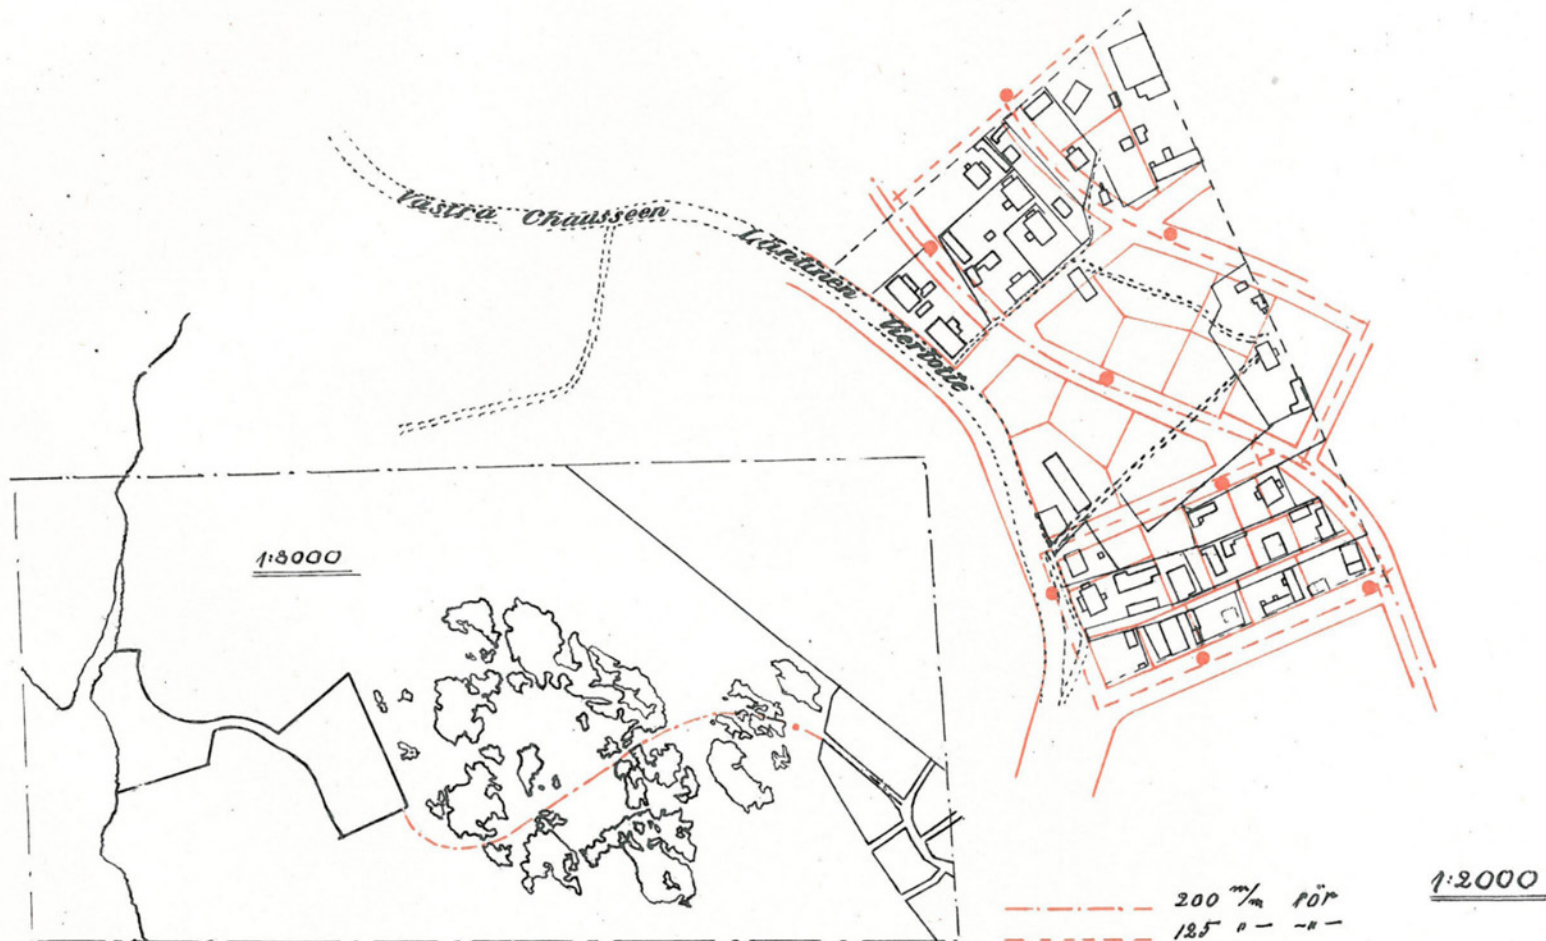 Västra Chausseen
Läntinen Viertotie
1:8000
200 m/m rör
125 " — -"-
1:2000